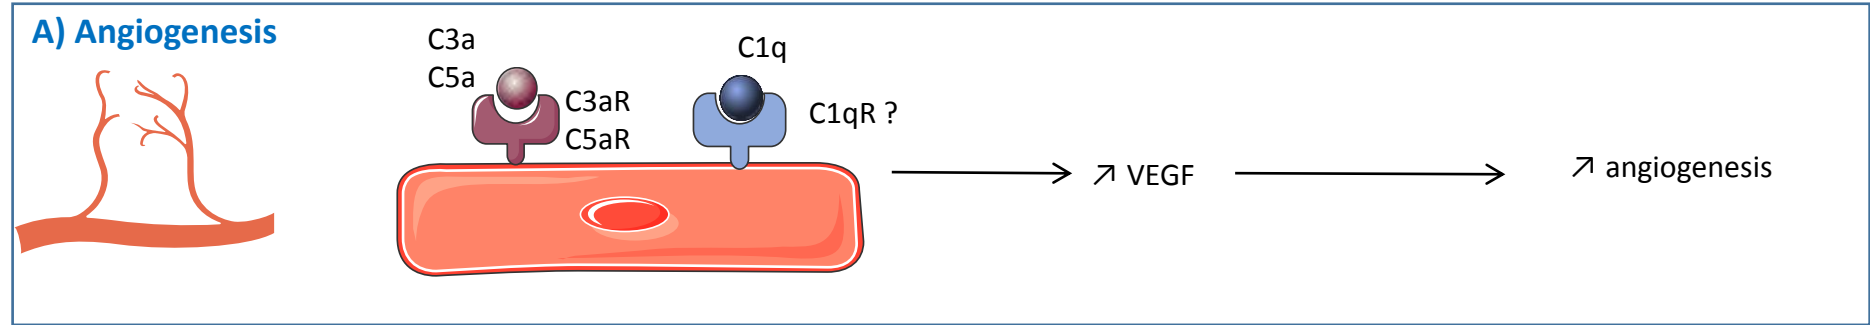 A) Angiogenesis
C3a
C5a
C3aR
C5aR
C1q
C1qR ?
↗ VEGF
↗ angiogenesis